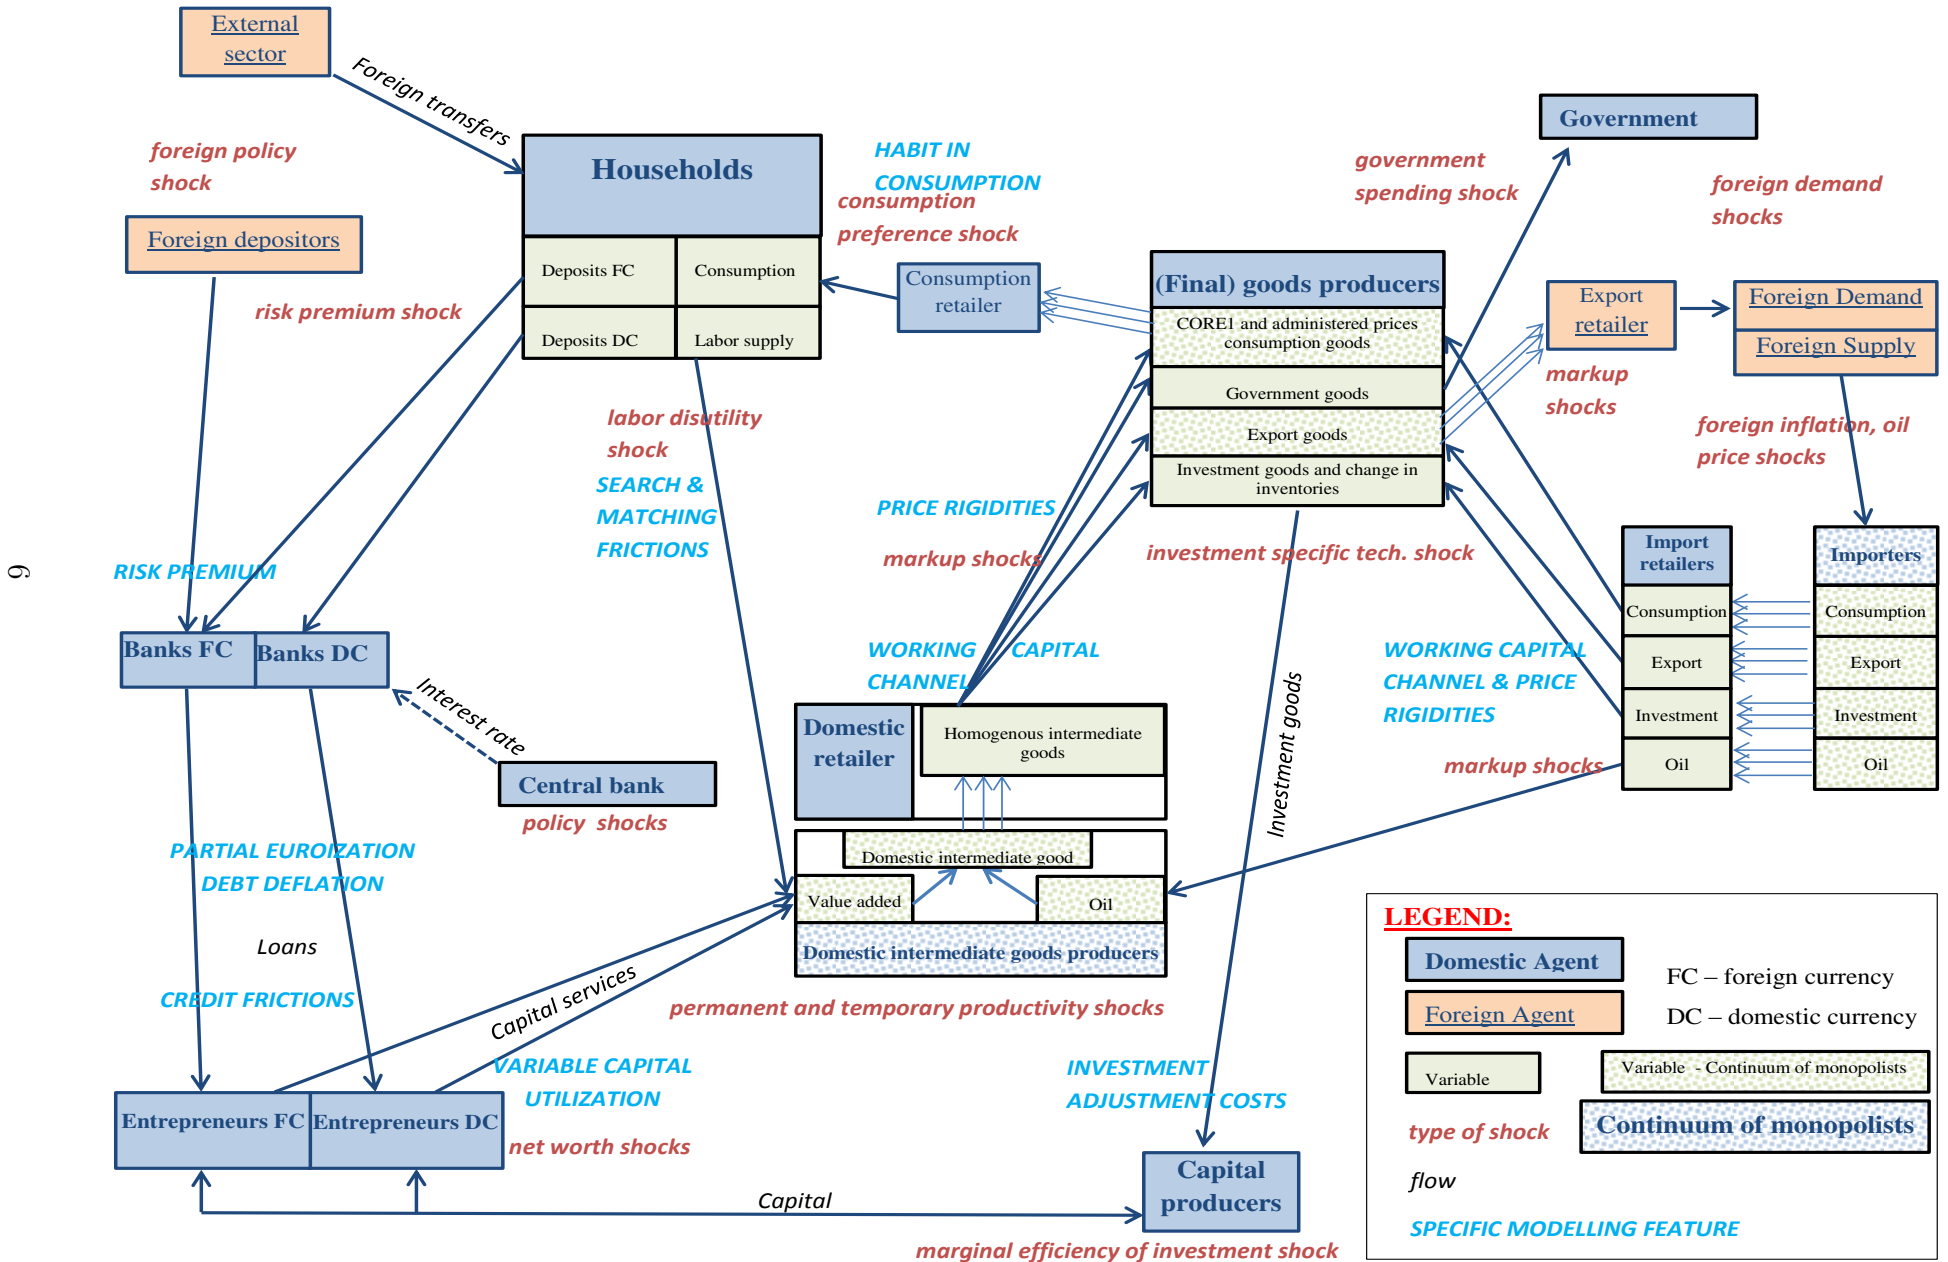 External
sector
Foreign transfers
foreign policy
shock
Foreign depositors
risk premium shock
Households
Deposits FC
Consumption
Deposits DC
Labor supply
HABIT IN
CONSUMPTION
consumption
preference shock
Consumption
retailer
government
spending shock
Government
foreign demand
shocks
(Final) goods producers
CORE1 and administered prices
consumption goods
Government goods
Export goods
Investment goods and change in
inventories
Export
retailer
markup
shocks
Foreign Demand
Foreign Supply
foreign inflation, oil
price shocks
labor disutility
shock
SEARCH &
MATCHING
FRICTIONS
PRICE RIGIDITIES
markup shocks
investment specific tech. shock
Import
retailers
Consumption
Export
Investment
Oil
Importers
Consumption
Export
Investment
Oil
6
RISK PREMIUM
Banks FC
Banks DC
Interest rate
Central bank
policy shocks
WORKING CAPITAL
CHANNEL
WORKING CAPITAL
CHANNEL & PRICE
RIGIDITIES
markup shocks
Investment goods
Domestic
retailer
Homogenous intermediate
goods
Domestic intermediate good
Value added
Oil
Domestic intermediate goods producers
permanent and temporary productivity shocks
PARTIAL EUROIZATION
DEBT DEFLATION
Loans
CREDIT FRICTIONS
Capital services
VARIABLE CAPITAL
UTILIZATION
Entrepreneurs FC
Entrepreneurs DC
net worth shocks
INVESTMENT
ADJUSTMENT COSTS
Capital
Capital
producers
marginal efficiency of investment shock
LEGEND:
Domestic Agent
FC – foreign currency
Foreign Agent
DC – domestic currency
Variable
Variable - Continuum of monopolists
type of shock
Continuum of monopolists
flow
SPECIFIC MODELLING FEATURE